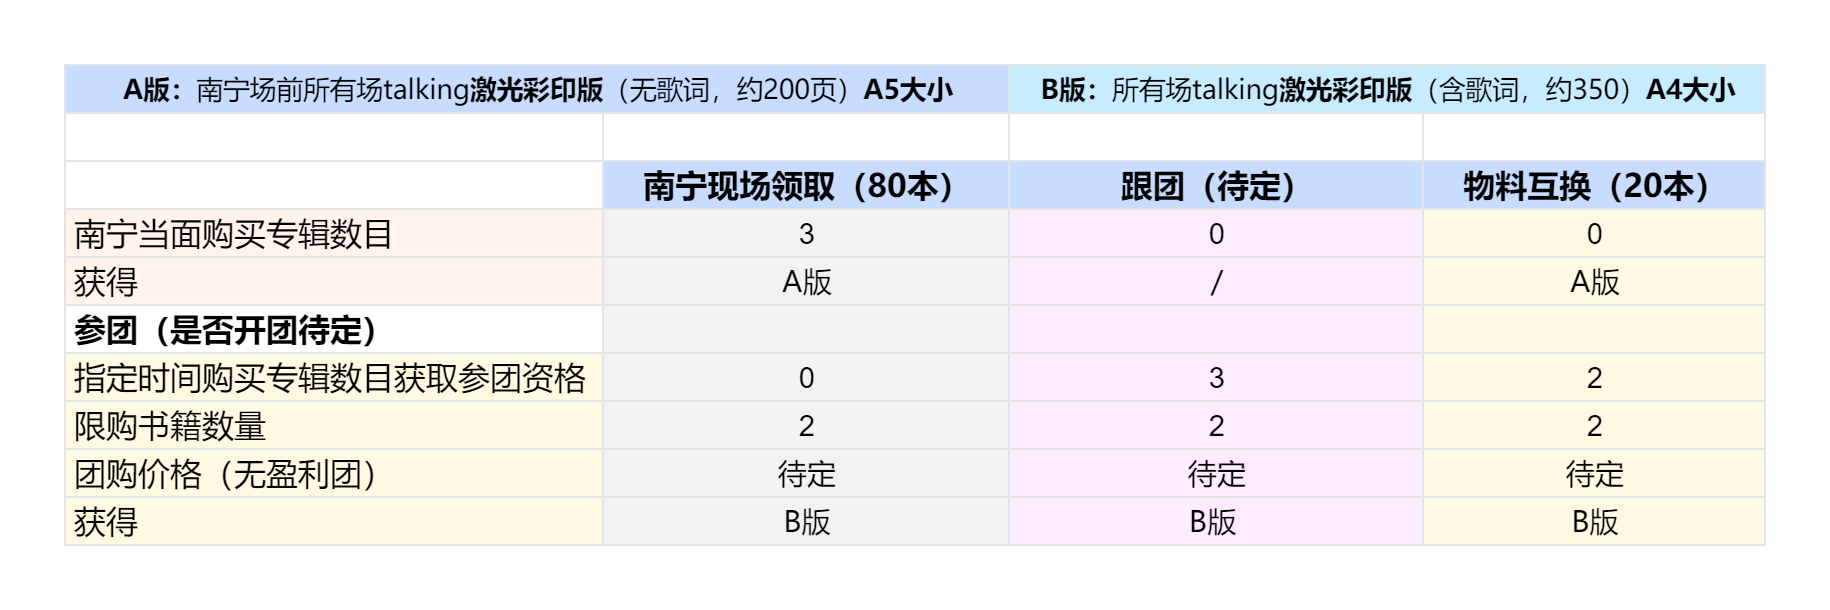 A版：南宁场前所有场talking激光彩印版（无歌词，约200页）A5大小 B版：所有场talking激光彩印版（含歌词，约350）A4大小
南宁现场领取（80本） 跟团（待定） 物料互换（20本）
南宁当面购买专辑数目 3 0 0
获得 A版 / A版
参团（是否开团待定）
指定时间购买专辑数目获取参团资格 0 3 2
限购书籍数量 2 2 2
团购价格（无盈利团） 待定 待定 待定
获得 B版 B版 B版